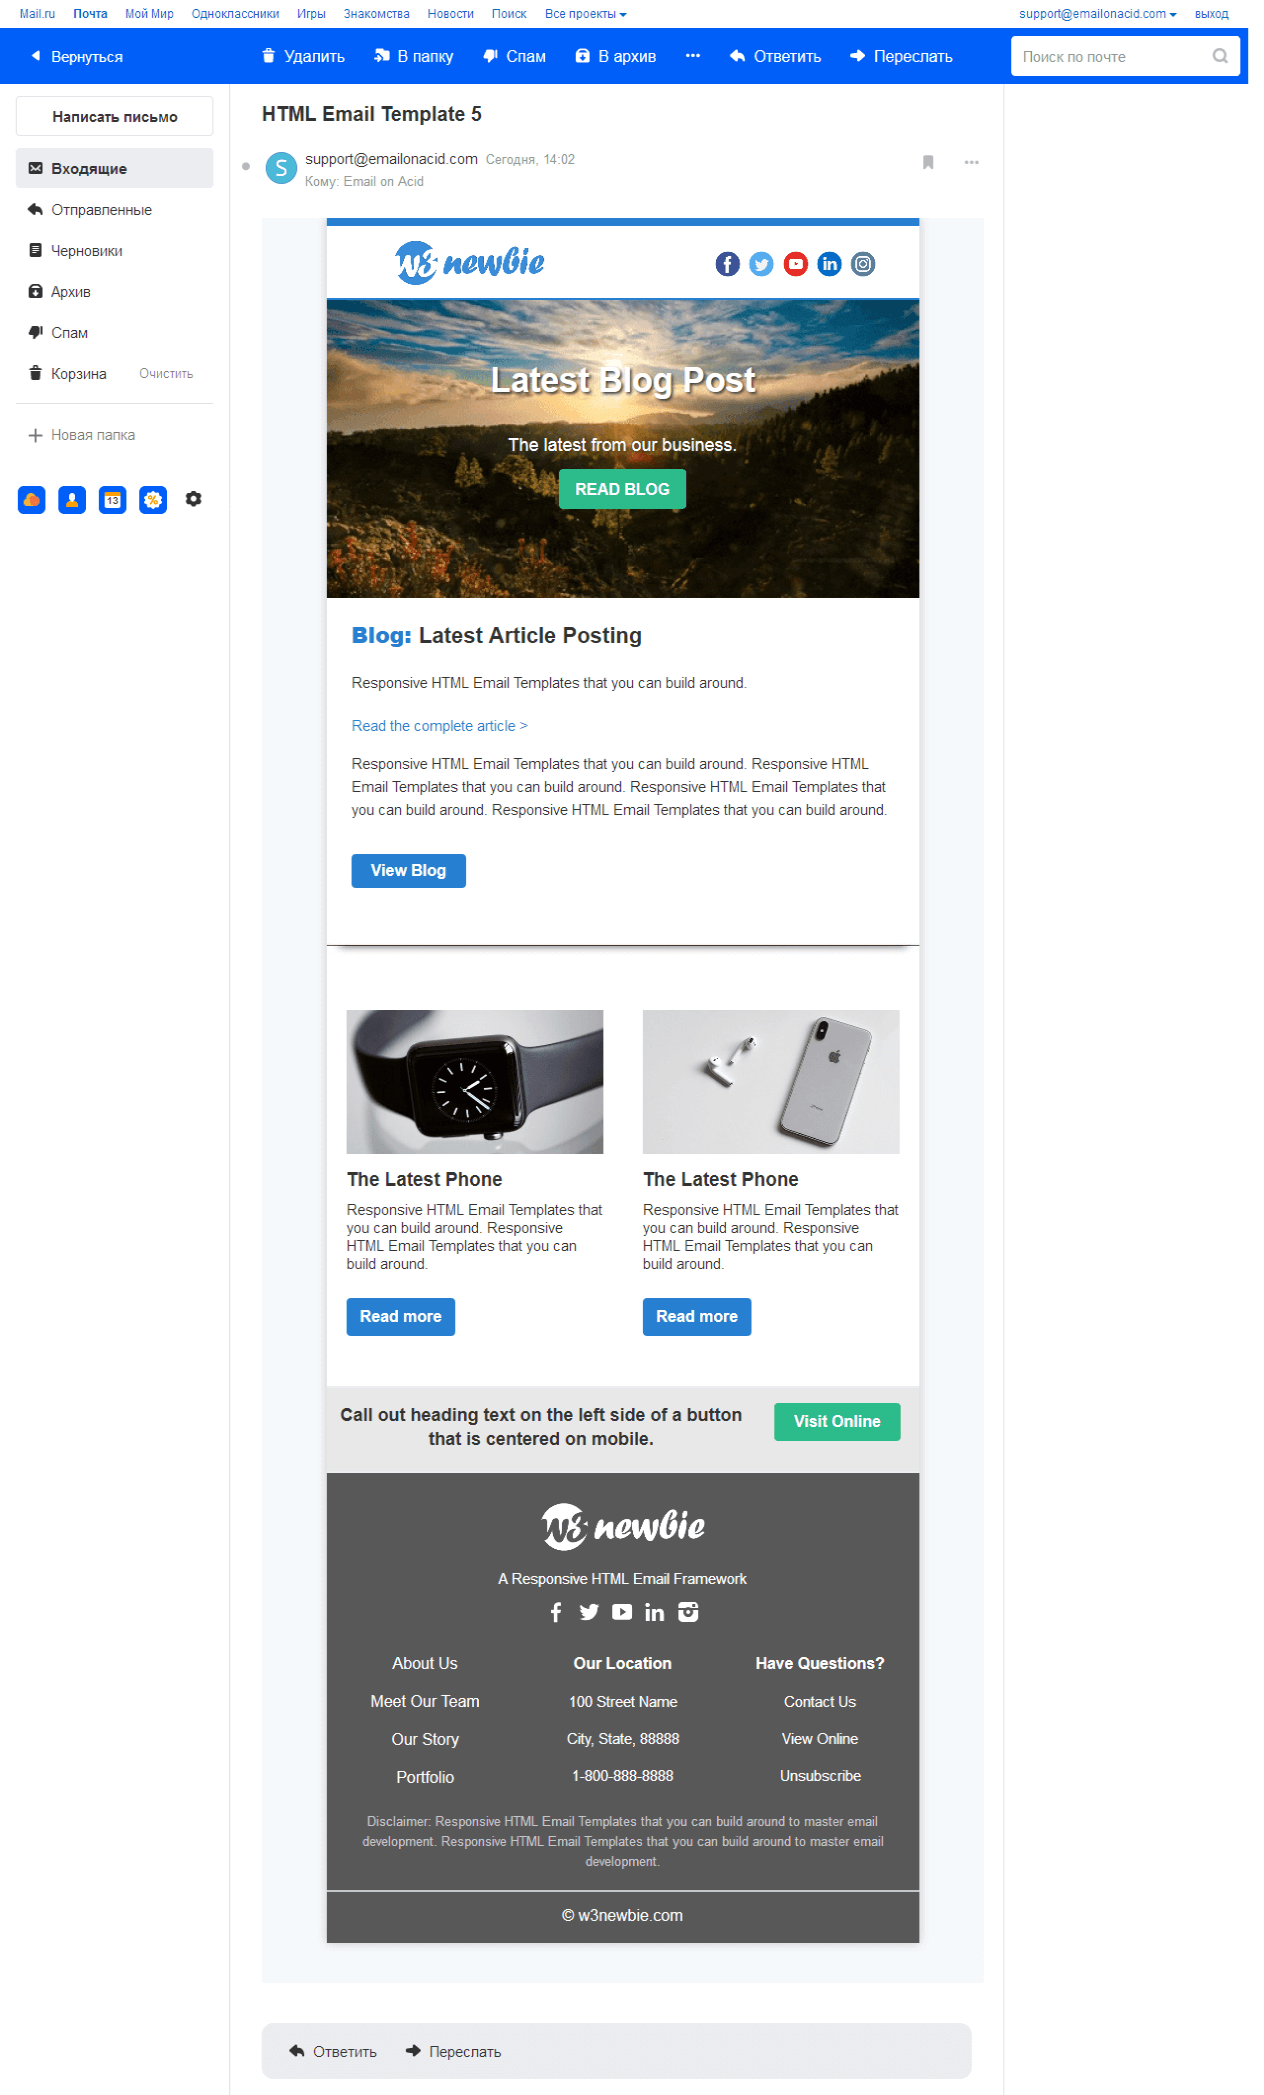 Mail.ru Почта Мой Мир Одноклассники Игры Знакомства Новости Поиск Все проекты support@emailonacid.com выход
Вернуться Удалить В папку Спам В архив Ответить Переслать Поиск по почте
Написать письмо
Входящие
Отправленные
Черновики
Архив
Спам
Корзина Очистить
Новая папка
13
HTML Email Template 5
S
support@emailonacid.com Сегодня, 14:02
Кому: Email on Acid
w3 newbie
Latest Blog Post
The latest from our business.
READ BLOG
Blog: Latest Article Posting
Responsive HTML Email Templates that you can build around.
Read the complete article >
Responsive HTML Email Templates that you can build around. Responsive HTML
Email Templates that you can build around. Responsive HTML Email Templates that
you can build around. Responsive HTML Email Templates that you can build around.
View Blog
The Latest Phone
Responsive HTML Email Templates that
you can build around. Responsive
HTML Email Templates that you can
build around.
Read more
The Latest Phone
Responsive HTML Email Templates that
you can build around. Responsive
HTML Email Templates that you can
build around.
Read more
Call out heading text on the left side of a button
that is centered on mobile.
Visit Online
w3 newbie
A Responsive HTML Email Framework
About Us
Meet Our Team
Our Story
Portfolio
Our Location
100 Street Name
City, State, 88888
1-800-888-8888
Have Questions?
Contact Us
View Online
Unsubscribe
Disclaimer: Responsive HTML Email Templates that you can build around to master email
development. Responsive HTML Email Templates that you can build around to master email
development.
© w3newbie.com
Ответить Переслать